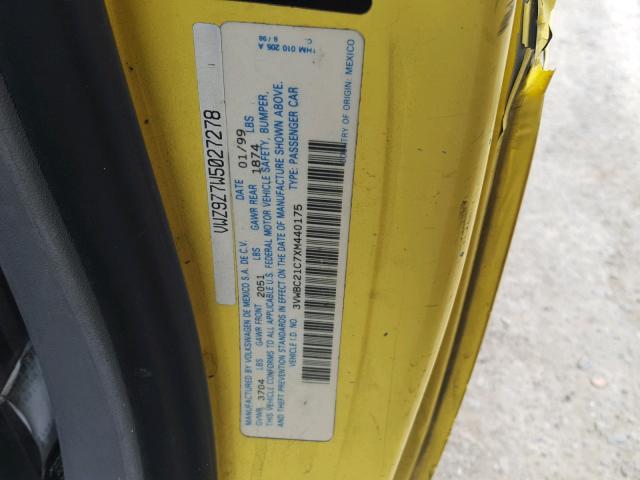 VWZ9Z7W5027278
1HM 010 205 A
8/98
MANUFACTURED BY VOLKSWAGEN DE MEXICO S.A. DE C.V. DATE 01/99
GVWR 3704 LBS GAWR FRONT 2051 LBS GAWR REAR 1874 LBS
THIS VEHICLE CONFORMS TO ALL APPLICABLE U.S. FEDERAL MOTOR VEHICLE SAFETY, BUMPER,
AND THEFT PREVENTION STANDARDS IN EFFECT ON THE DATE OF MANUFACTURE SHOWN ABOVE.
VEHICLE I.D. NO. 3VWBC21C7XM440175 TYPE: PASSENGER CAR
COUNTRY OF ORIGIN: MEXICO